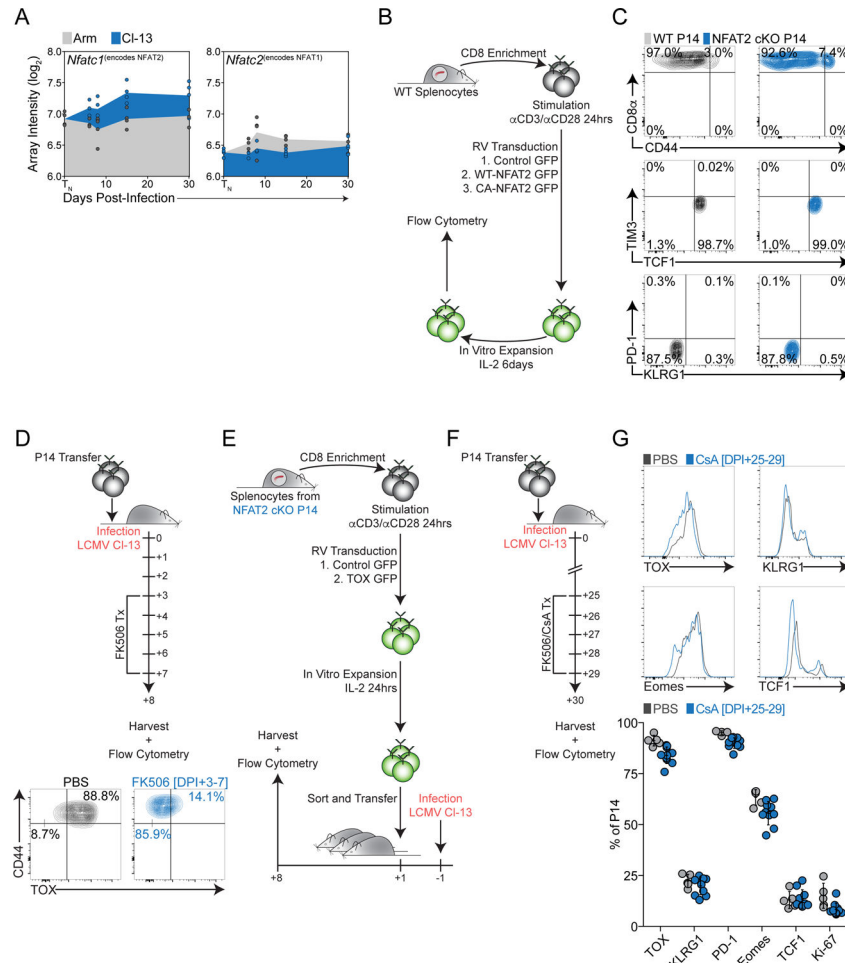 A
Arm Cl-13
Array Intensity (log2)
Nfatc1(encodes NFAT2)
Nfatc2(encodes NFAT1)
8.0
7.5
7.0
6.5
6.0
TN 10 20 30
TN 10 20 30
Days Post-Infection
B
CD8 Enrichment
WT Splenocytes
Stimulation
αCD3/αCD28 24hrs
RV Transduction
1. Control GFP
2. WT-NFAT2 GFP
3. CA-NFAT2 GFP
Flow Cytometry
In Vitro Expansion
IL-2 6days
C
WT P14 NFAT2 cKO P14
97.0% 3.0% 92.6% 7.4%
CD8α
0% 0% 0% 0%
CD44
0% 0.02% 0% 0%
TIM3
1.3% 98.7% 1.0% 99.0%
TCF1
0.3% 0.1% 0.1% 0%
PD-1
87.5% 0.3% 87.8% 0.5%
KLRG1
D
P14 Transfer
Infection
LCMV Cl-13
0
+1
+2
+3
+4
+5
+6
+7
FK506 Tx
+8
Harvest
+
Flow Cytometry
PBS
FK506 [DPI+3-7]
88.8%
14.1%
8.7%
85.9%
CD44
TOX
E
CD8 Enrichment
Splenocytes from
NFAT2 cKO P14
Stimulation
αCD3/αCD28 24hrs
RV Transduction
1. Control GFP
2. TOX GFP
In Vitro Expansion
IL-2 24hrs
Harvest
+
Flow Cytometry
Sort and Transfer
Infection
LCMV Cl-13
+8 +1 -1
F
P14 Transfer
Infection
LCMV Cl-13
0
+25
+26
+27
+28
+29
FK506/CsA Tx
+30
Harvest
+
Flow Cytometry
G
PBS CsA [DPI+25-29]
TOX
KLRG1
Eomes
TCF1
PBS CsA [DPI+25-29]
% of P14
100
75
50
25
0
TOX
KLRG1
PD-1
Eomes
TCF1
Ki-67